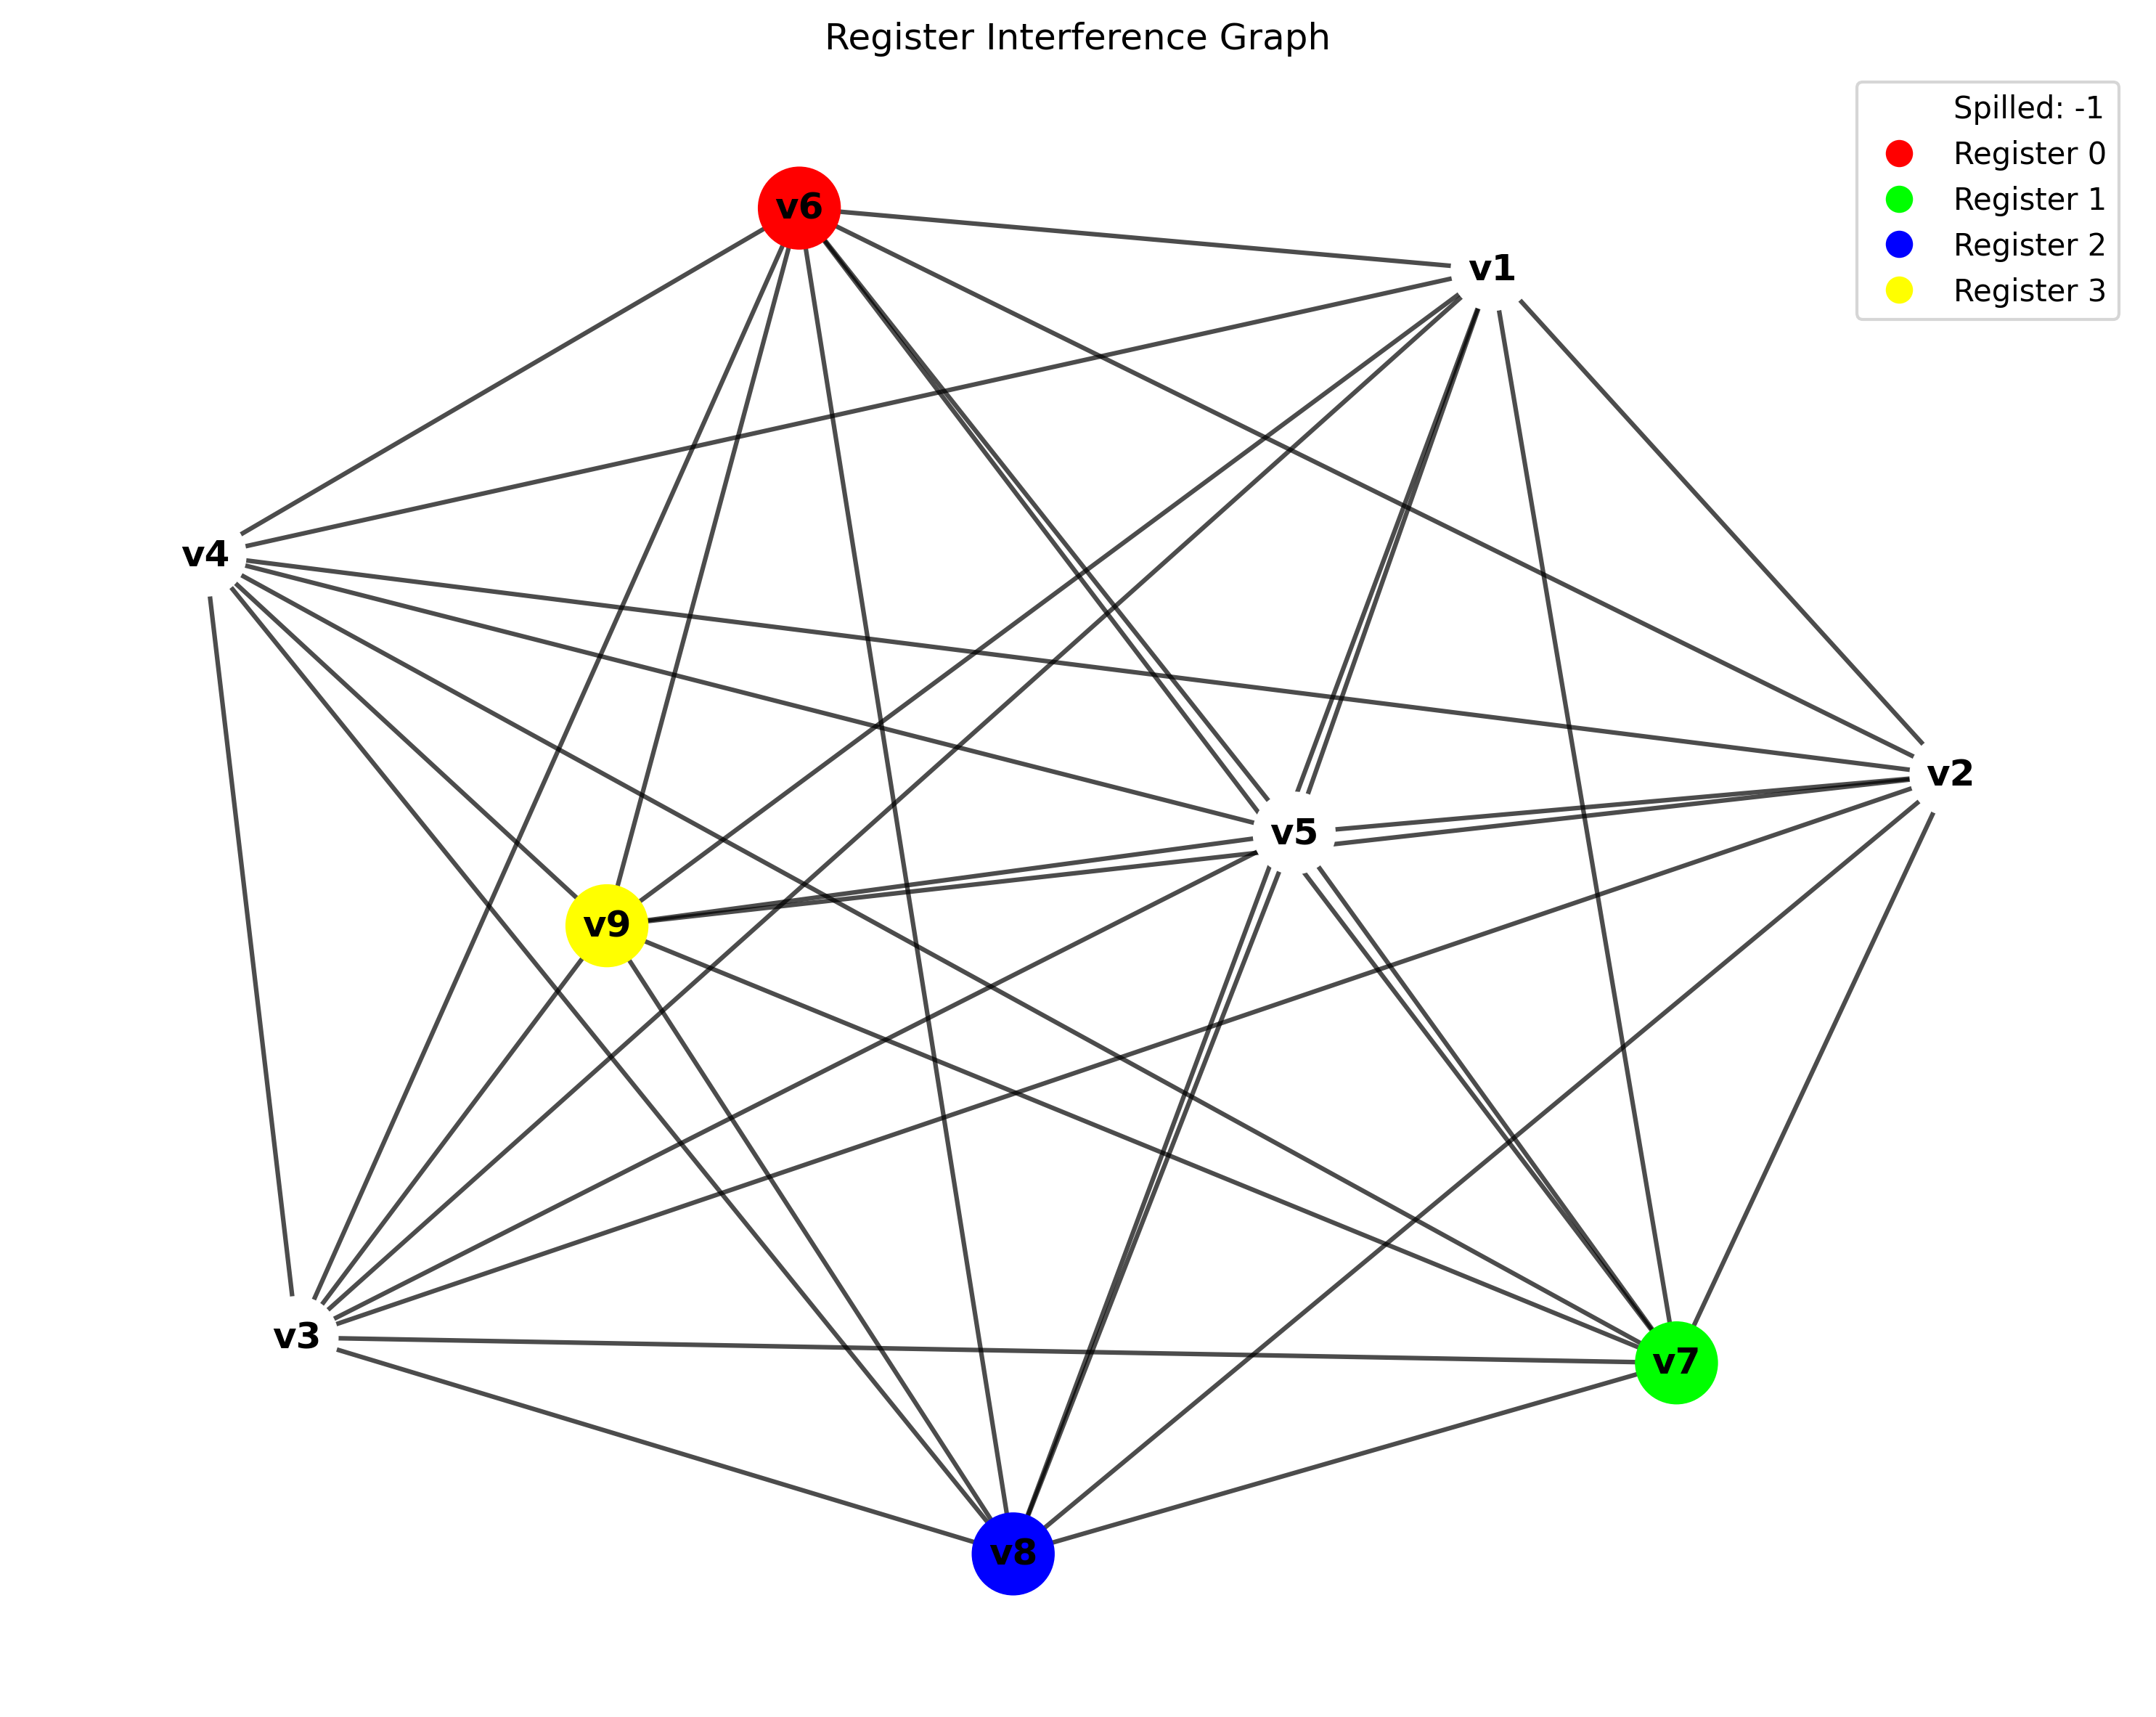 Register Interference Graph
Spilled: -1
Register 0
Register 1
Register 2
Register 3
v6
v1
v4
v2
v5
v9
v3
v7
v8